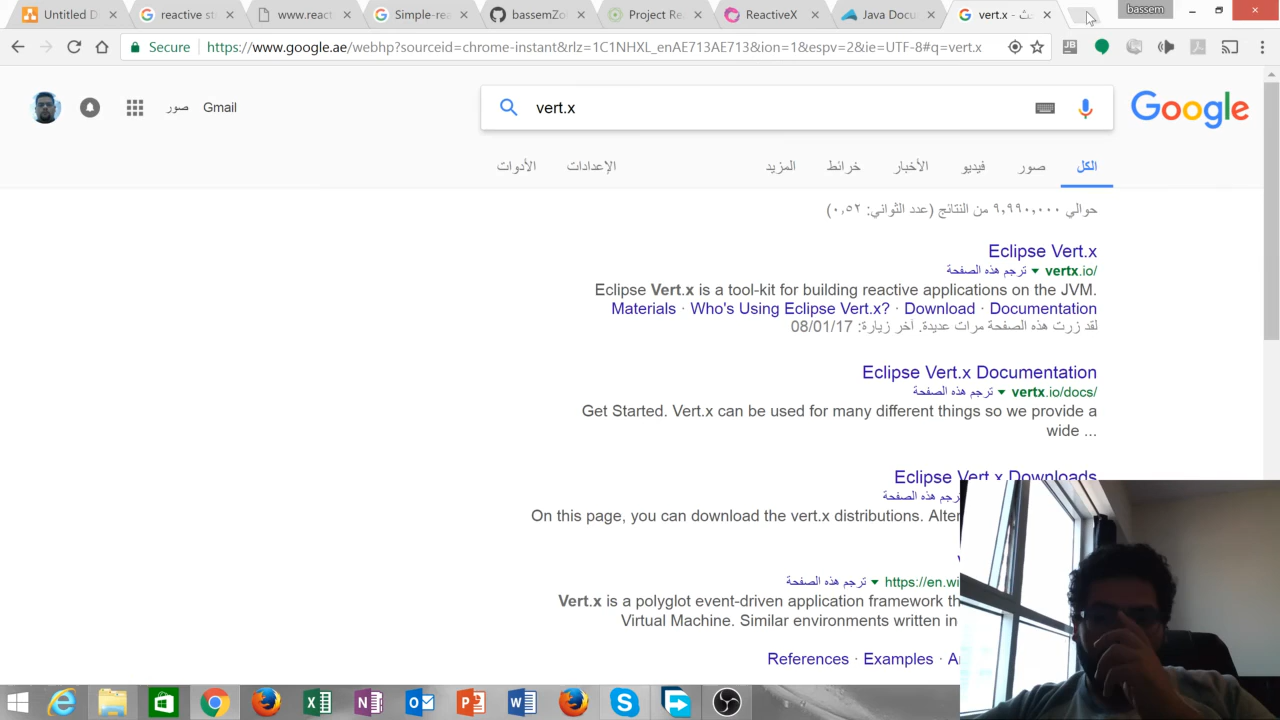 Untitled D
reactive st
www.react
Simple-rea
bassemZo
Project Re
ReactiveX
Java Docu
vert.x - بحث
bassem
Secure
https://www.google.ae/webhp?sourceid=chrome-instant&rlz=1C1NHXL_enAE713AE713&ion=1&espv=2&ie=UTF-8#q=vert.x
صور
Gmail
vert.x
Google
الكل
صور
فيديو
الأخبار
خرائط
المزيد
الإعدادات
الأدوات
حوالي ٩,٩٩٠,٠٠٠ من النتائج (عدد الثواني: ٠,٥٢)
Eclipse Vert.x
vertx.io/ ترجم هذه الصفحة
Eclipse Vert.x is a tool-kit for building reactive applications on the JVM.
Materials · Who's Using Eclipse Vert.x? · Download · Documentation
لقد زرت هذه الصفحة مرات عديدة. آخر زيارة: 08/01/17
Eclipse Vert.x Documentation
vertx.io/docs/ ترجم هذه الصفحة
Get Started. Vert.x can be used for many different things so we provide a
wide ...
Eclipse Vert.x Downloads
ترجم هذه الصفحة
On this page, you can download the vert.x distributions. Alter
https://en.wi ترجم هذه الصفحة
Vert.x is a polyglot event-driven application framework th
Virtual Machine. Similar environments written in
References · Examples · A